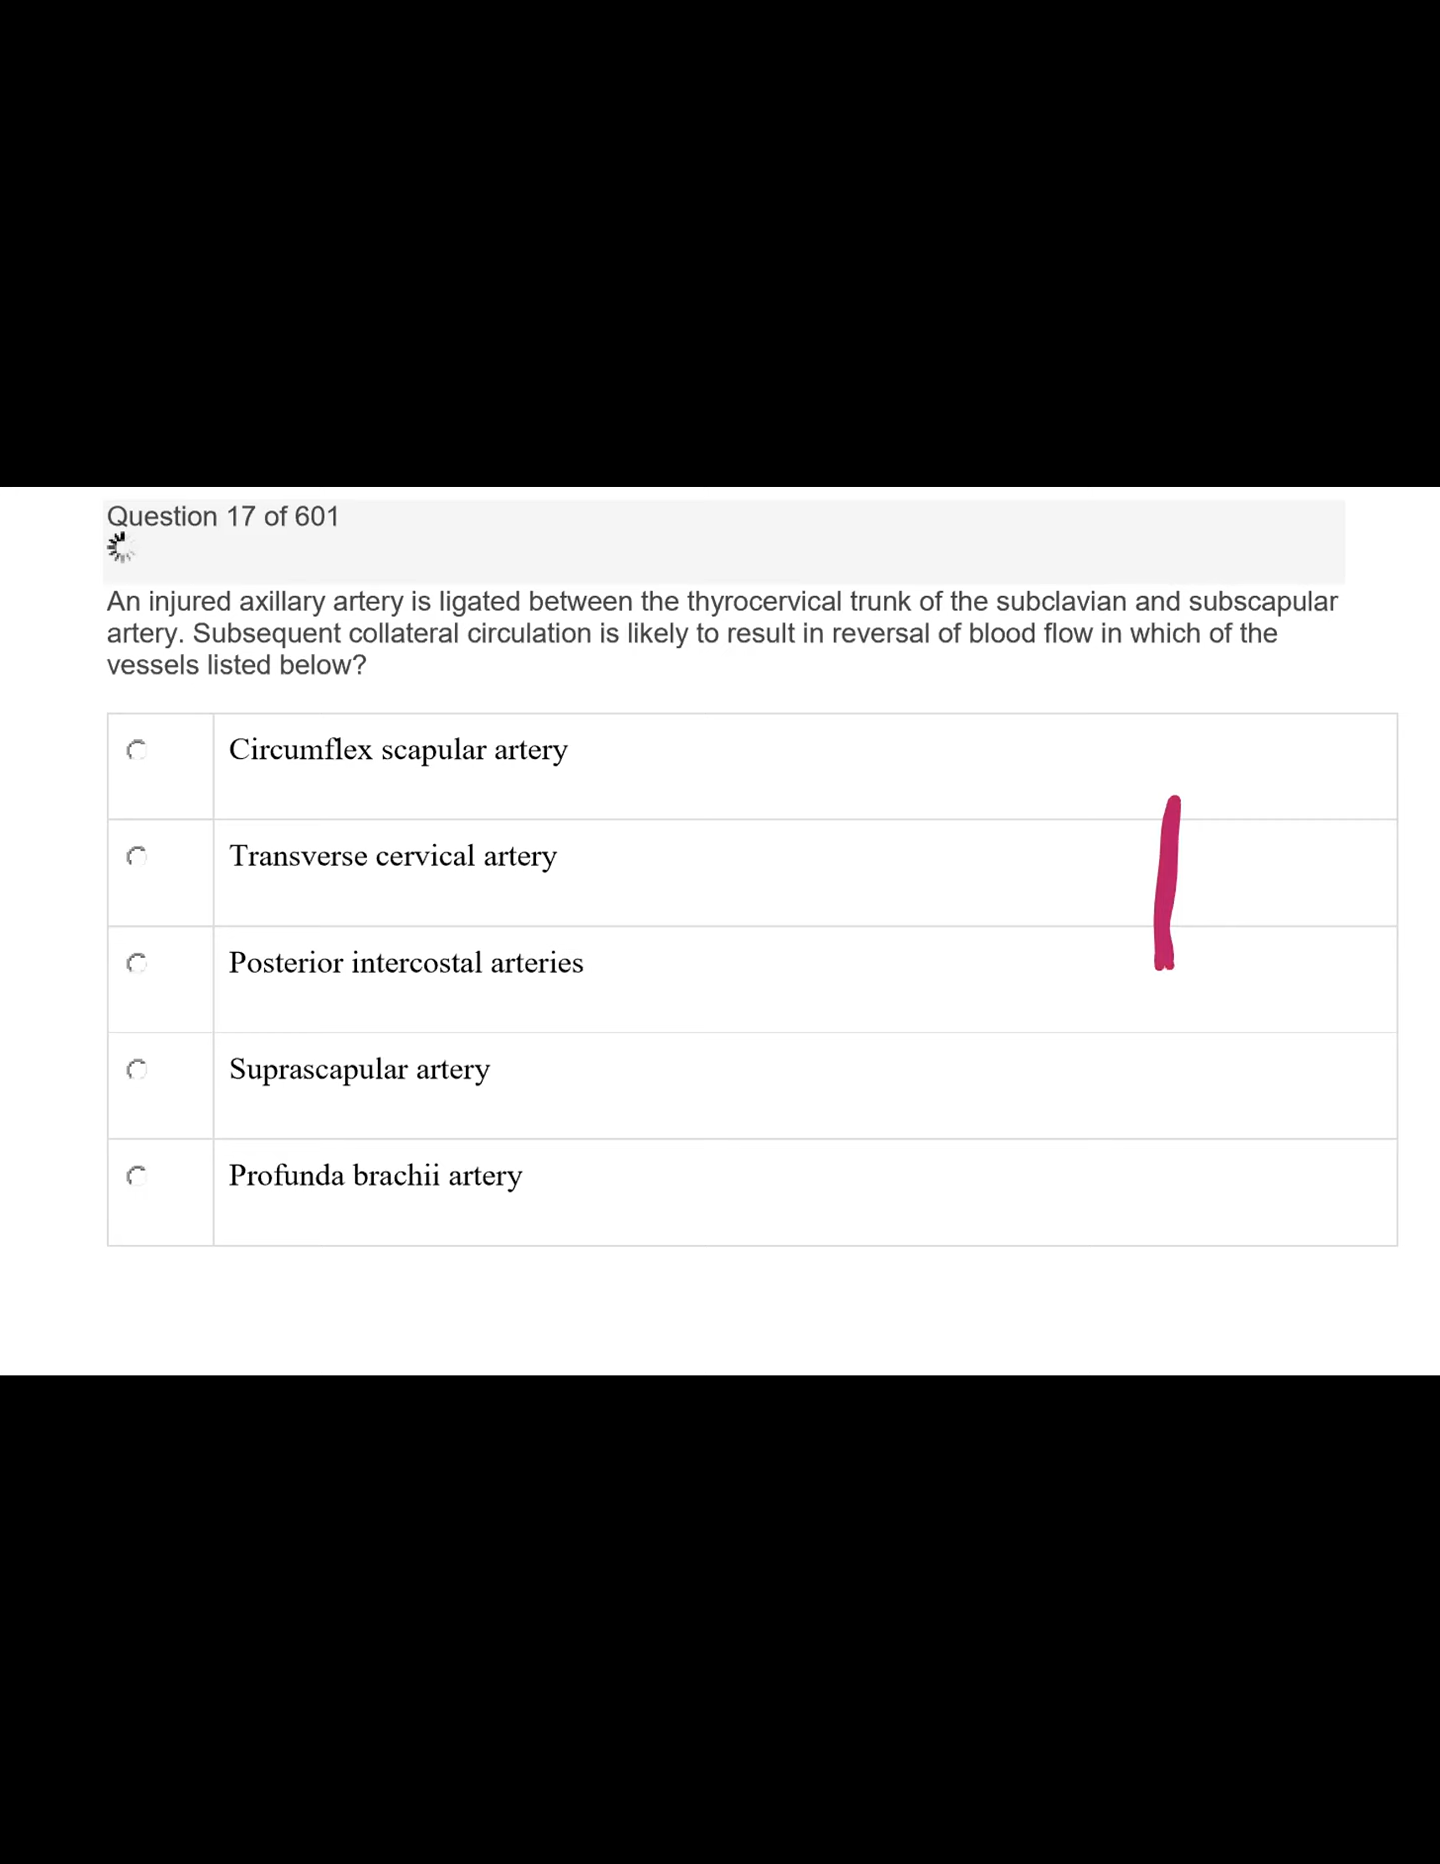 Question 17 of 601
An injured axillary artery is ligated between the thyrocervical trunk of the subclavian and subscapular
artery. Subsequent collateral circulation is likely to result in reversal of blood flow in which of the
vessels listed below?
Circumflex scapular artery
Transverse cervical artery
Posterior intercostal arteries
Suprascapular artery
Profunda brachii artery